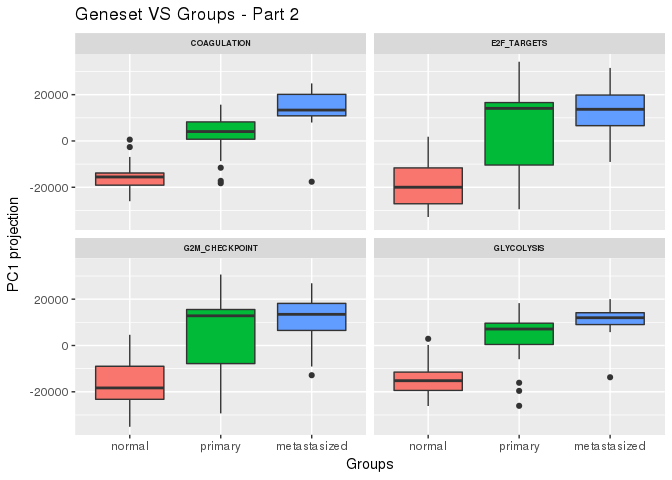 Geneset VS Groups - Part 2
COAGULATION
E2F_TARGETS
20000
0
-20000
G2M_CHECKPOINT
GLYCOLYSIS
20000
0
-20000
PC1 projection
normal primary metastasized
normal primary metastasized
Groups